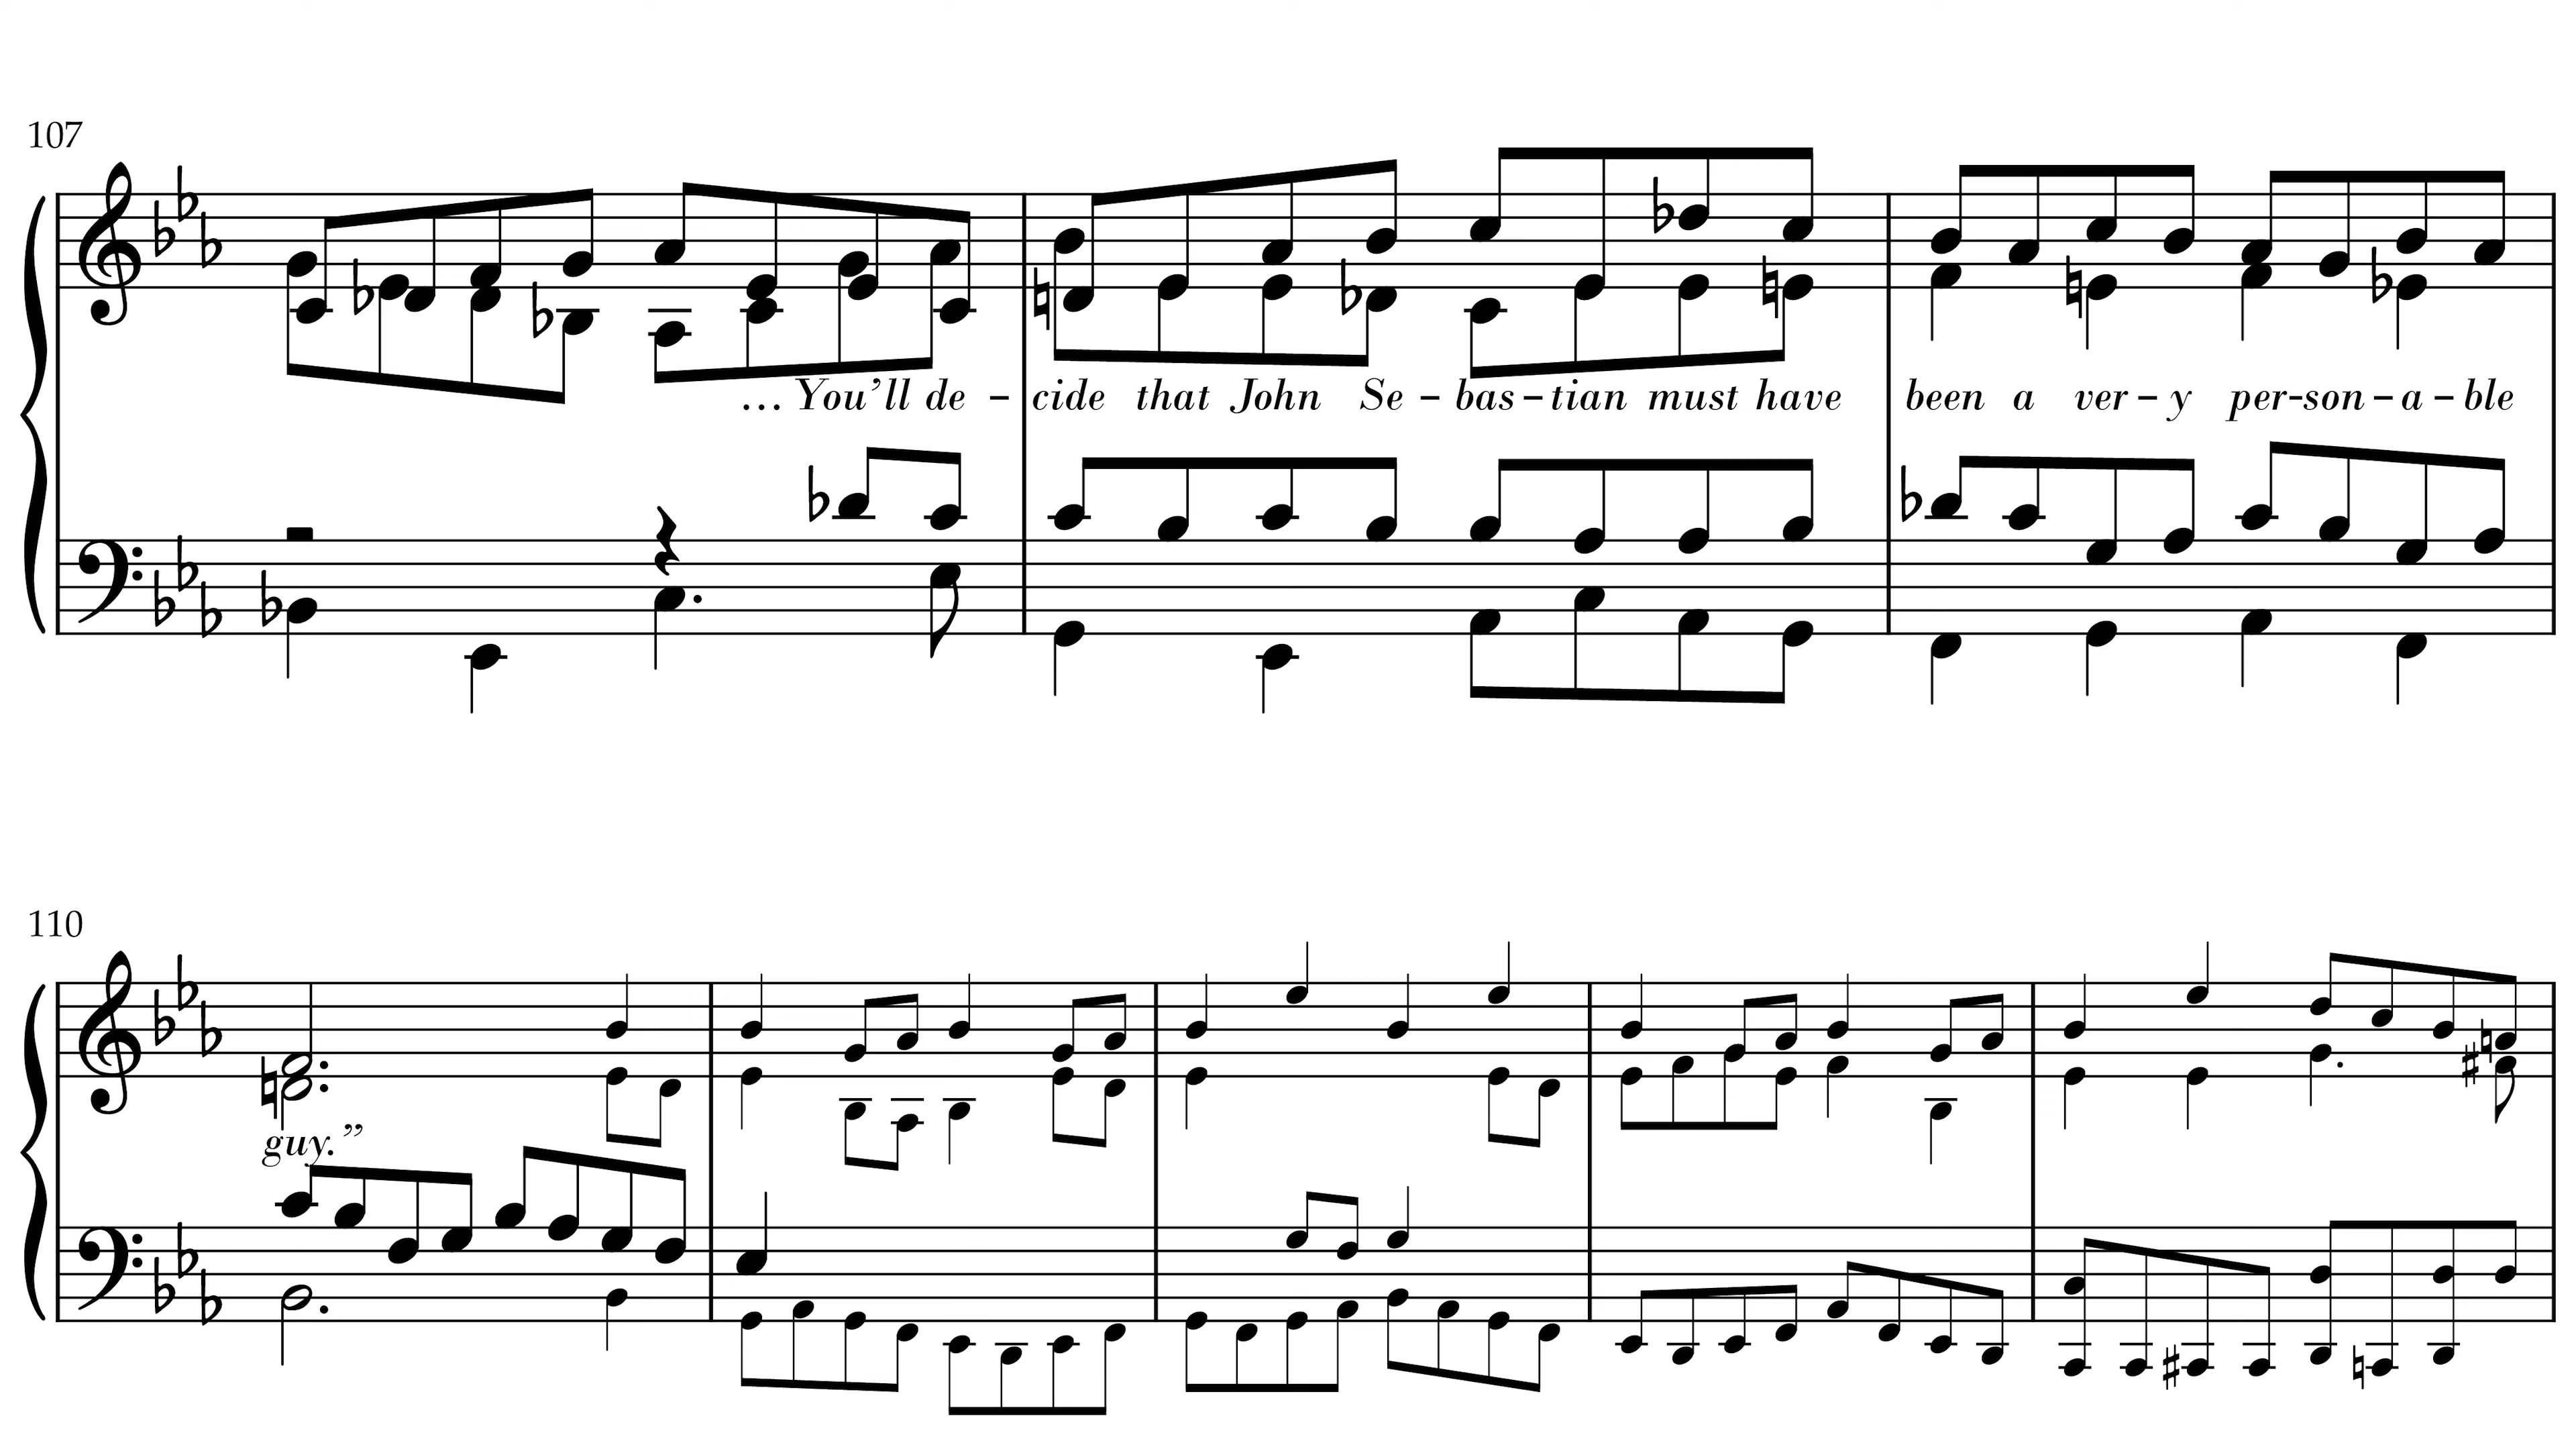 107
... You’ll de – cide that John Se – bas – tian must have been a ver – y per-son – a – ble
110
guy.”